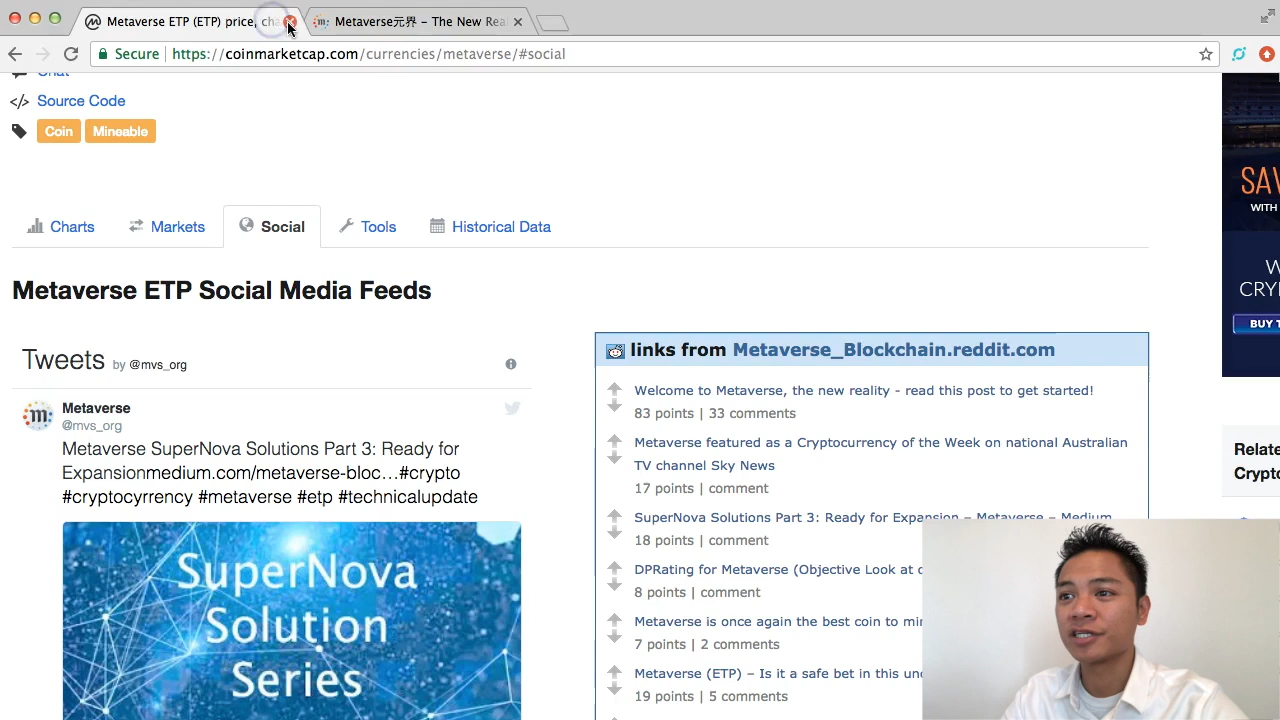 Metaverse ETP (ETP) price, cha
Metaverse元界 - The New Rea
Secure https://coinmarketcap.com/currencies/metaverse/#social
Chat
Source Code
Coin Mineable
Charts Markets Social Tools Historical Data
Metaverse ETP Social Media Feeds
Tweets by @mvs_org
Metaverse
@mvs_org
Metaverse SuperNova Solutions Part 3: Ready for
Expansionmedium.com/metaverse-bloc…#crypto
#cryptocyrrency #metaverse #etp #technicalupdate
SuperNova
Solution
Series
links from Metaverse_Blockchain.reddit.com
Welcome to Metaverse, the new reality - read this post to get started!
83 points | 33 comments
Metaverse featured as a Cryptocurrency of the Week on national Australian
TV channel Sky News
17 points | comment
SuperNova Solutions Part 3: Ready for Expansion – Metaverse – Medium
18 points | comment
DPRating for Metaverse (Objective Look at
8 points | comment
Metaverse is once again the best coin to
7 points | 2 comments
Metaverse (ETP) – Is it a safe bet in this
19 points | 5 comments
SAV
WITH
W
CRY
BUY
Relate
Crypto